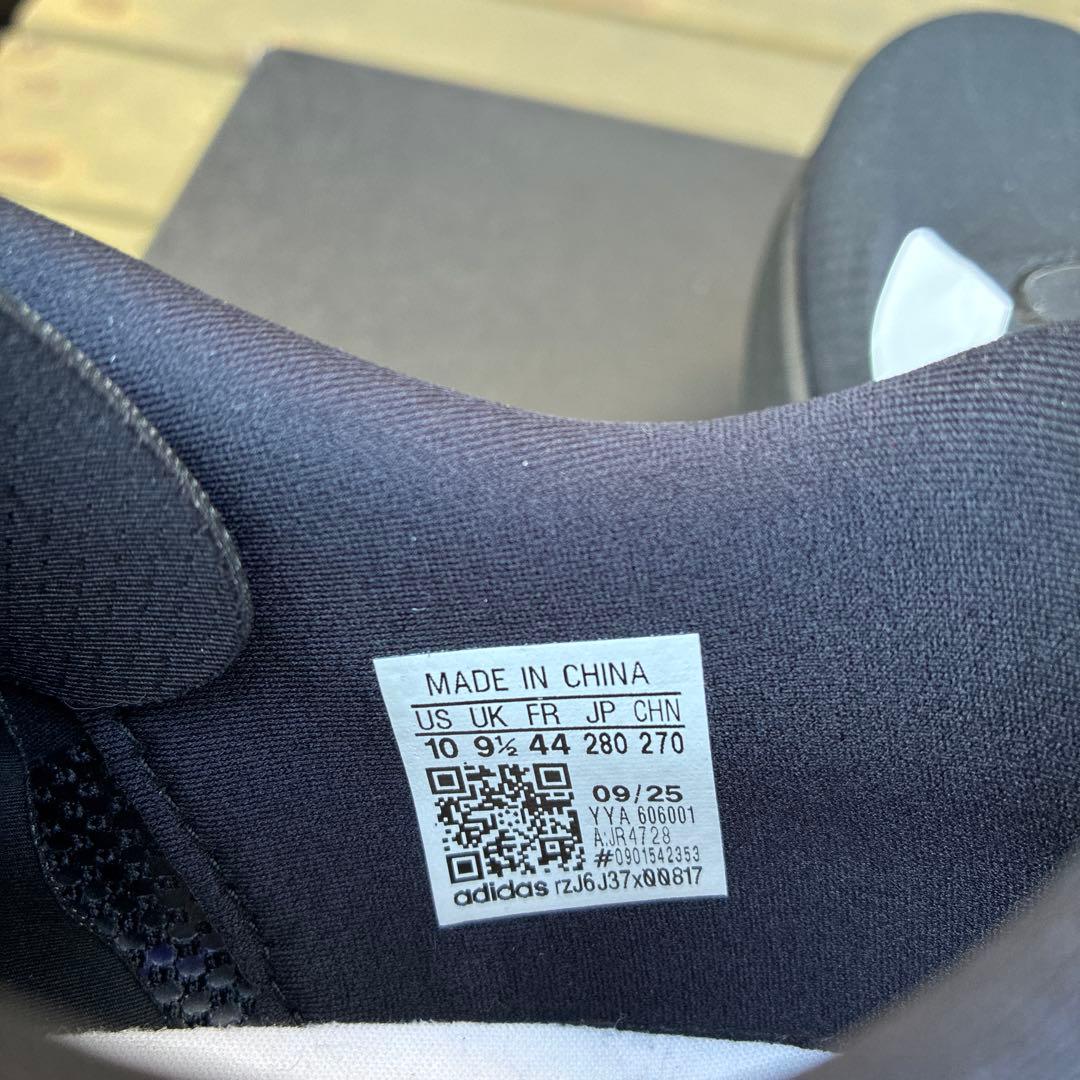 MADE IN CHINA
US UK FR JP CHN
10 9½ 44 280 270
09/25
YYA 606001
A:JR4728
#0901542353
adidas rzJ6J37x00817